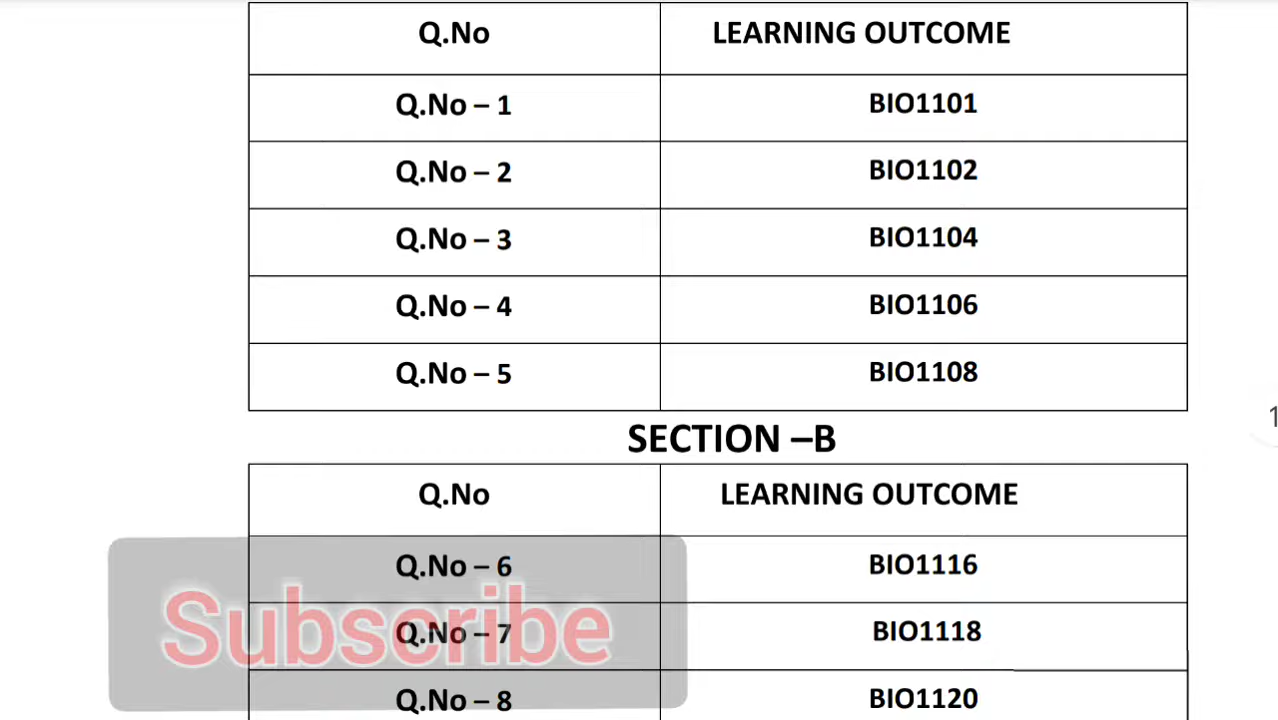 Q.No LEARNING OUTCOME
Q.No – 1 BIO1101
Q.No – 2 BIO1102
Q.No – 3 BIO1104
Q.No – 4 BIO1106
Q.No – 5 BIO1108
1
SECTION –B
Q.No LEARNING OUTCOME
Q.No – 6 BIO1116
Subscribe
Q.No – 7 BIO1118
Q.No – 8 BIO1120